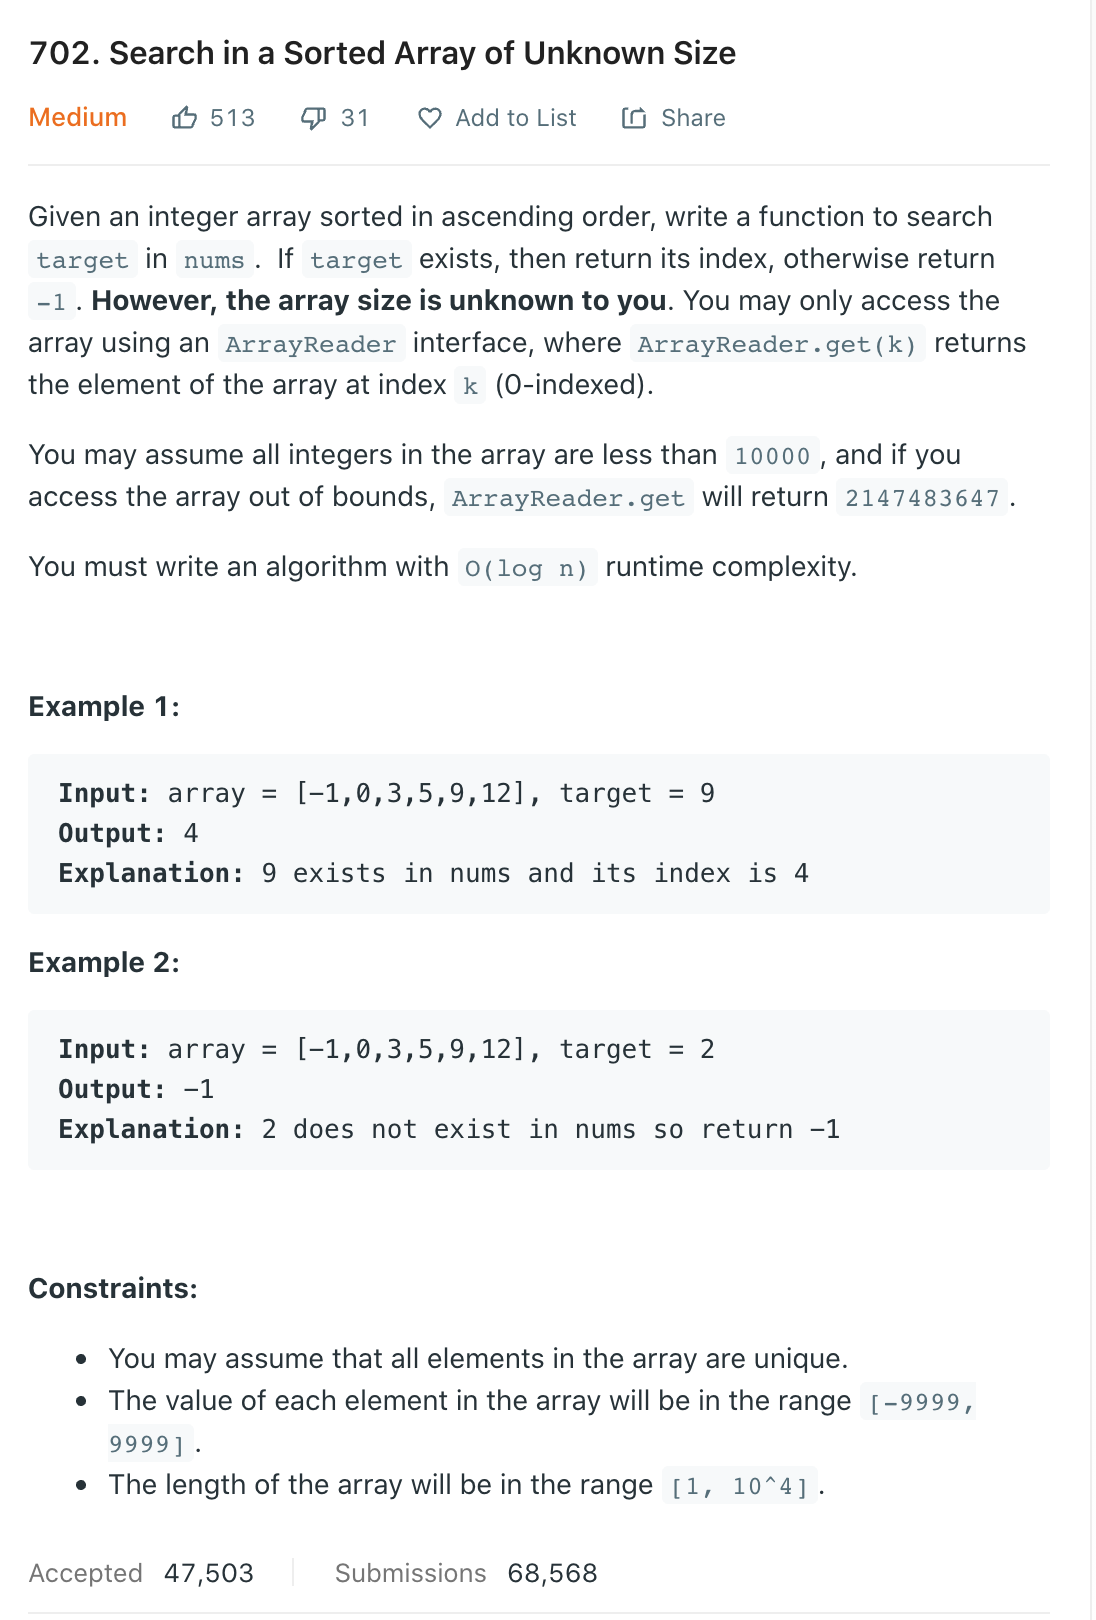 702. Search in a Sorted Array of Unknown Size
Medium 513 31 Add to List Share
Given an integer array sorted in ascending order, write a function to search
target in nums. If target exists, then return its index, otherwise return
-1. However, the array size is unknown to you. You may only access the
array using an ArrayReader interface, where ArrayReader.get(k) returns
the element of the array at index k (0-indexed).
You may assume all integers in the array are less than 10000, and if you
access the array out of bounds, ArrayReader.get will return 2147483647.
You must write an algorithm with O(log n) runtime complexity.
Example 1:
Input: array = [-1,0,3,5,9,12], target = 9
Output: 4
Explanation: 9 exists in nums and its index is 4
Example 2:
Input: array = [-1,0,3,5,9,12], target = 2
Output: -1
Explanation: 2 does not exist in nums so return -1
Constraints:
• You may assume that all elements in the array are unique.
• The value of each element in the array will be in the range [-9999,
9999].
• The length of the array will be in the range [1, 10^4].
Accepted 47,503 Submissions 68,568